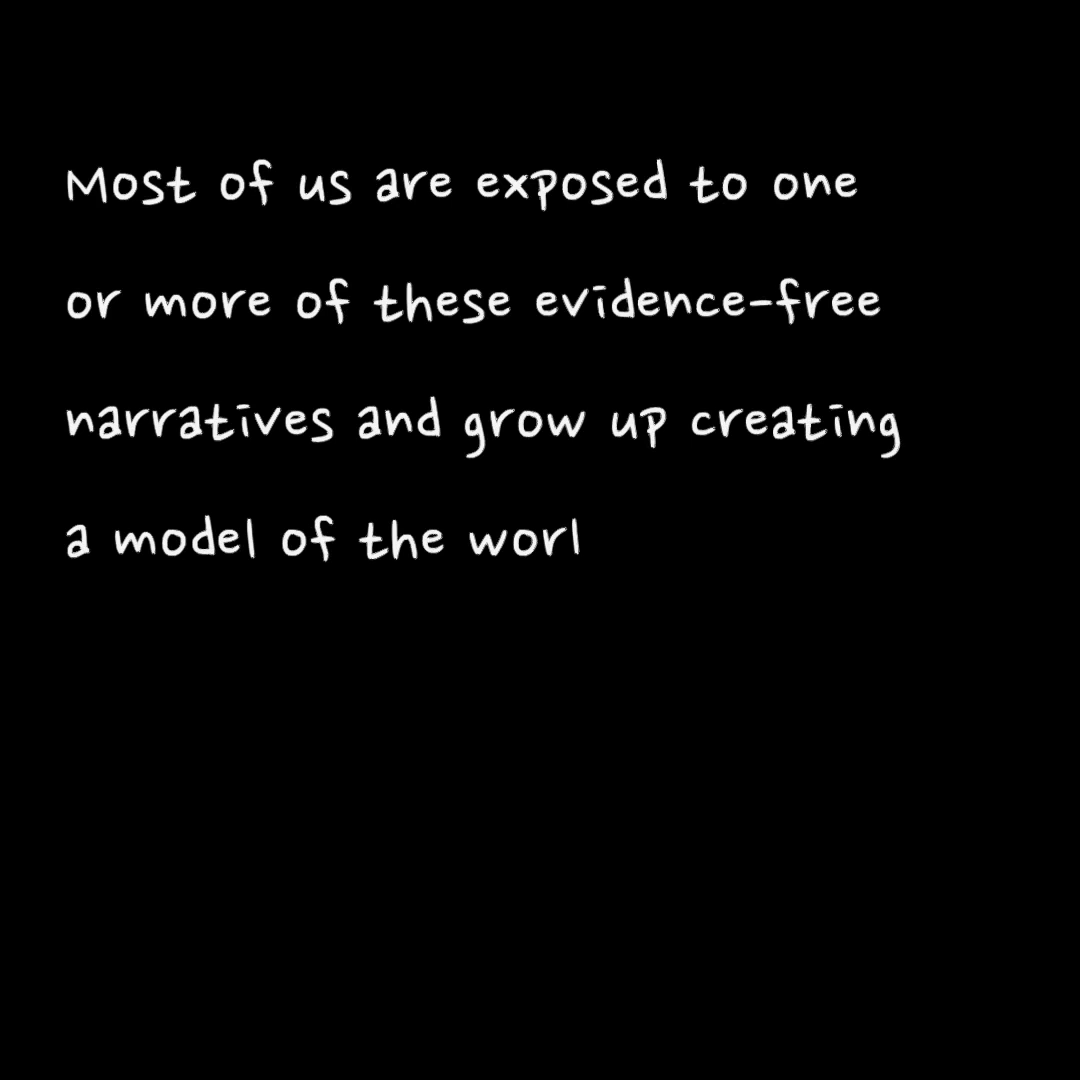 Most of us are exposed to one
or more of these evidence-free
narratives and grow up creating
a model of the worl